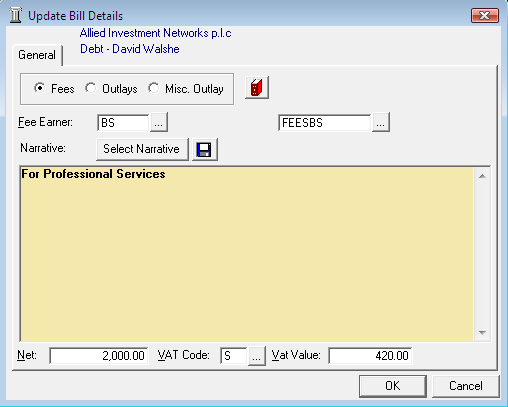 Update Bill Details
Allied Investment Networks p.l.c
Debt - David Walshe
General
Fees Outlays Misc. Outlay
Fee Earner: BS ... FEESBS ...
Narrative: Select Narrative
For Professional Services
Net: 2,000.00 VAT Code: S ... Vat Value: 420.00
OK Cancel